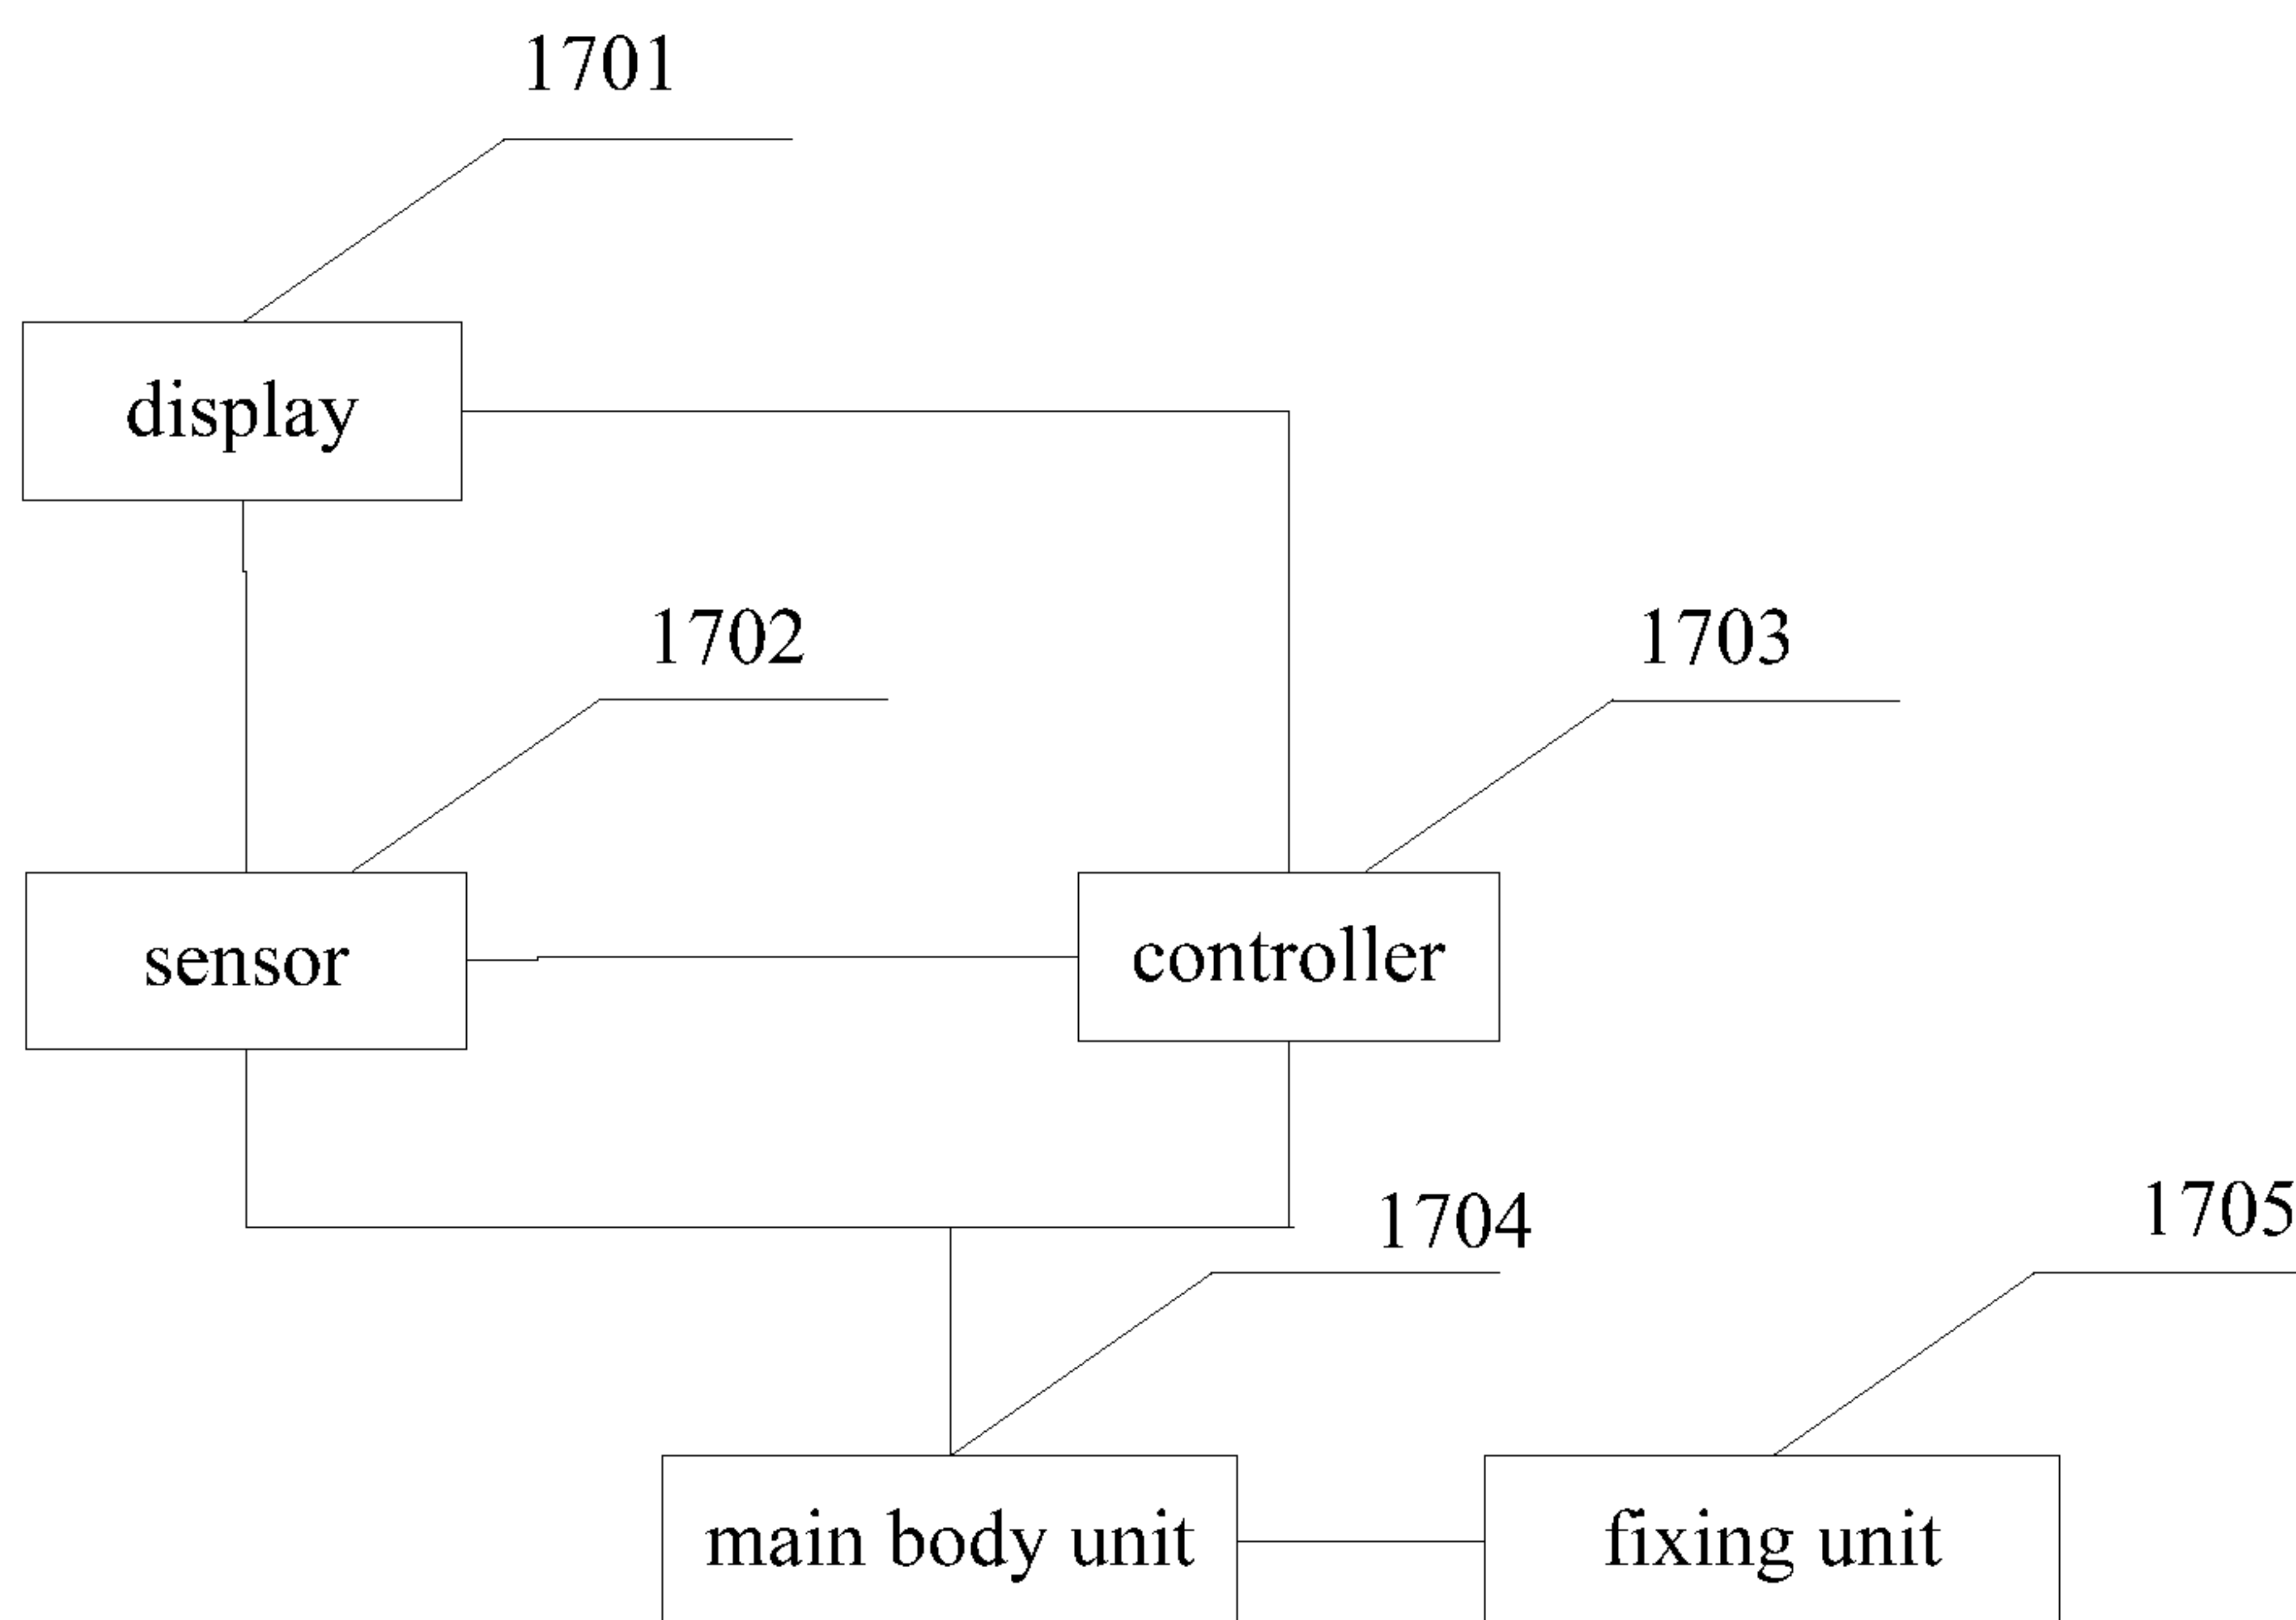 1701
display
1702
1703
sensor
controller
1704
1705
main body unit
fixing unit